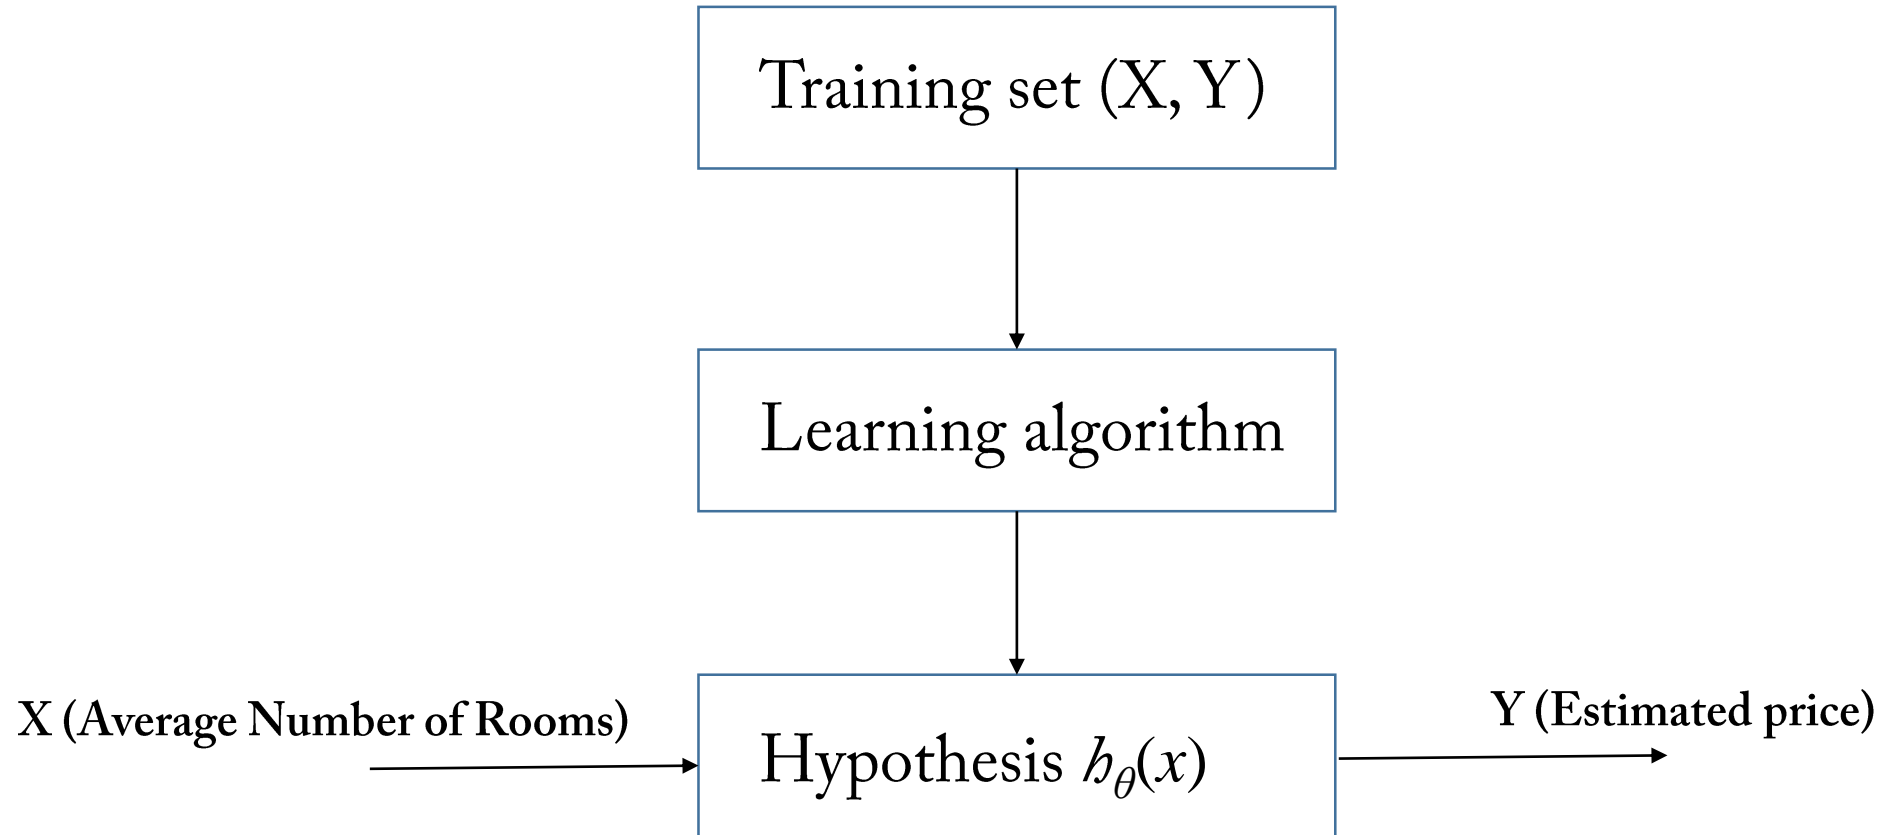 Training set (X, Y)
Learning algorithm
X (Average Number of Rooms)
Hypothesis hθ(x)
Y (Estimated price)